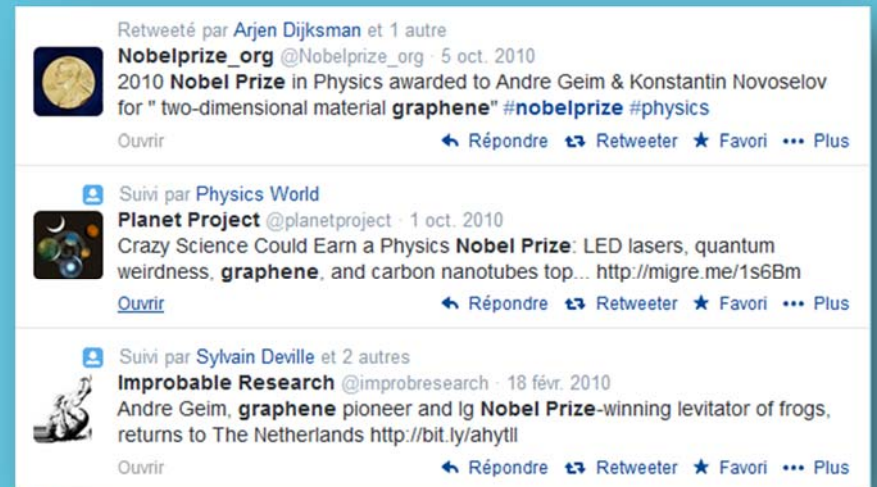 Retweeté par Arjen Dijksman et 1 autre
Nobelprize_org @Nobelprize_org · 5 oct. 2010
2010 Nobel Prize in Physics awarded to Andre Geim & Konstantin Novoselov
for " two-dimensional material graphene" #nobelprize #physics
Ouvrir Répondre Retweeter Favori Plus
Suivi par Physics World
Planet Project @planetproject · 1 oct. 2010
Crazy Science Could Earn a Physics Nobel Prize: LED lasers, quantum
weirdness, graphene, and carbon nanotubes top... http://migre.me/1s6Bm
Ouvrir Répondre Retweeter Favori Plus
Suivi par Sylvain Deville et 2 autres
Improbable Research @improbresearch · 18 févr. 2010
Andre Geim, graphene pioneer and Ig Nobel Prize-winning levitator of frogs,
returns to The Netherlands http://bit.ly/ahytll
Ouvrir Répondre Retweeter Favori Plus